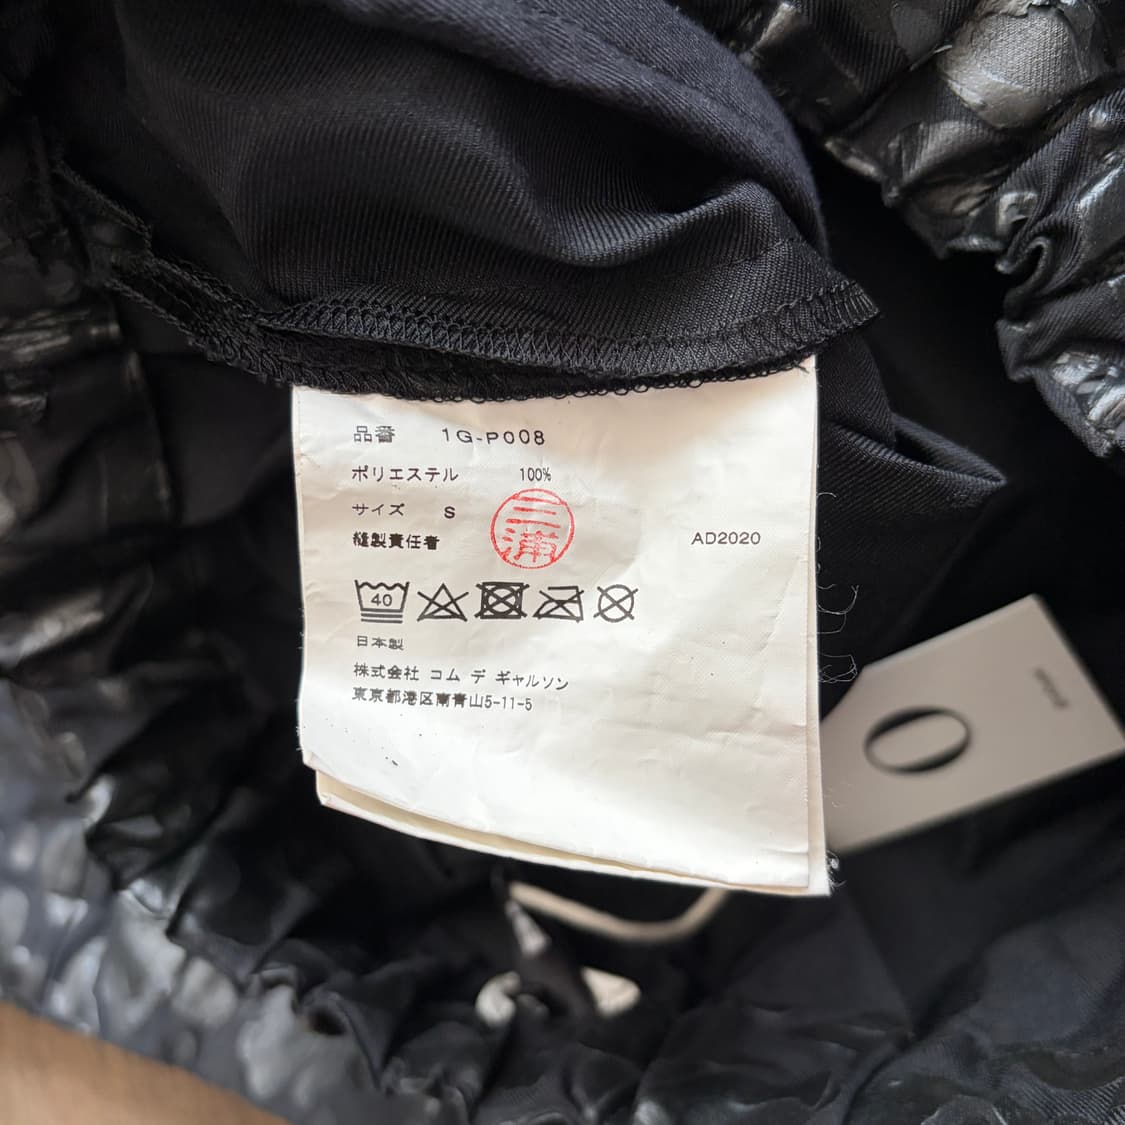 品番 1G-P008
ポリエステル 100%
サイズ S
縫製責任者 三浦
AD2020
40
日本製
株式会社 コム デ ギャルソン
東京都港区南青山5-11-5
O